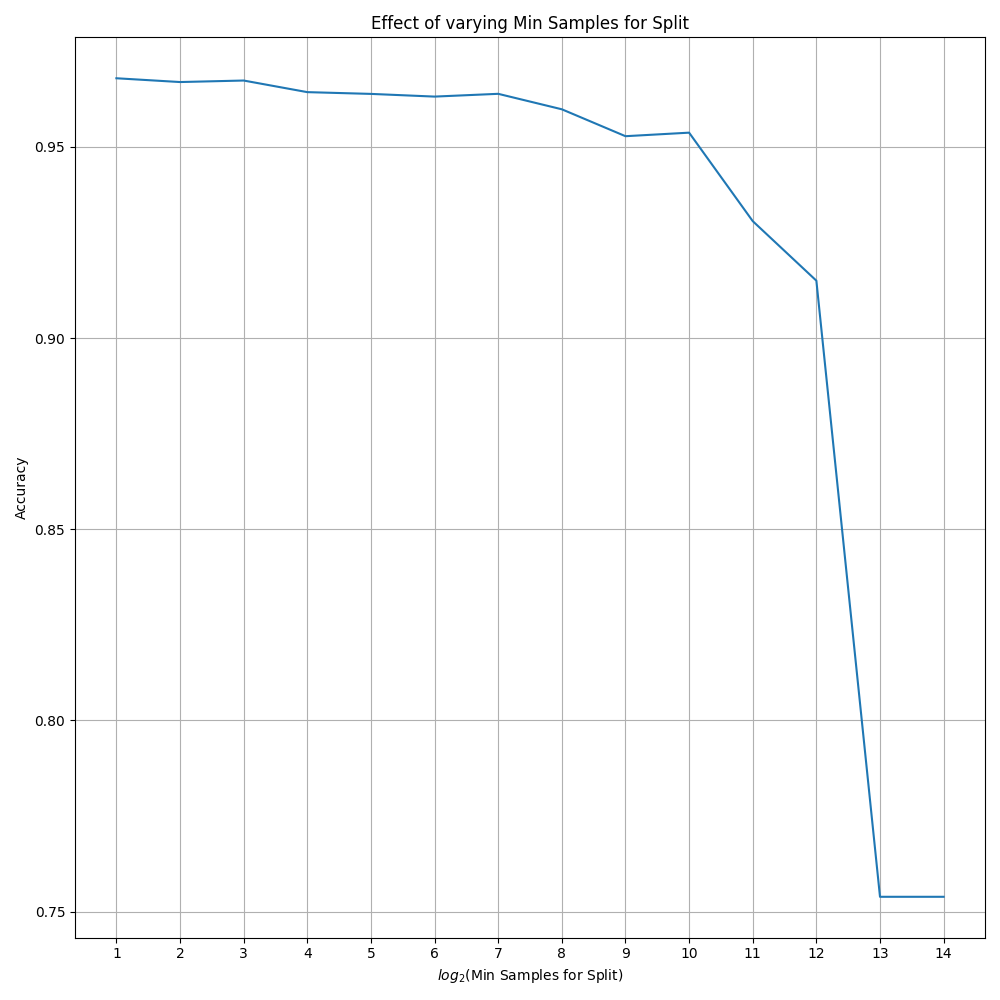 Effect of varying Min Samples for Split
0.95
0.90
0.85
0.80
0.75
Accuracy
1 2 3 4 5 6 7 8 9 10 11 12 13 14
log₂(Min Samples for Split)